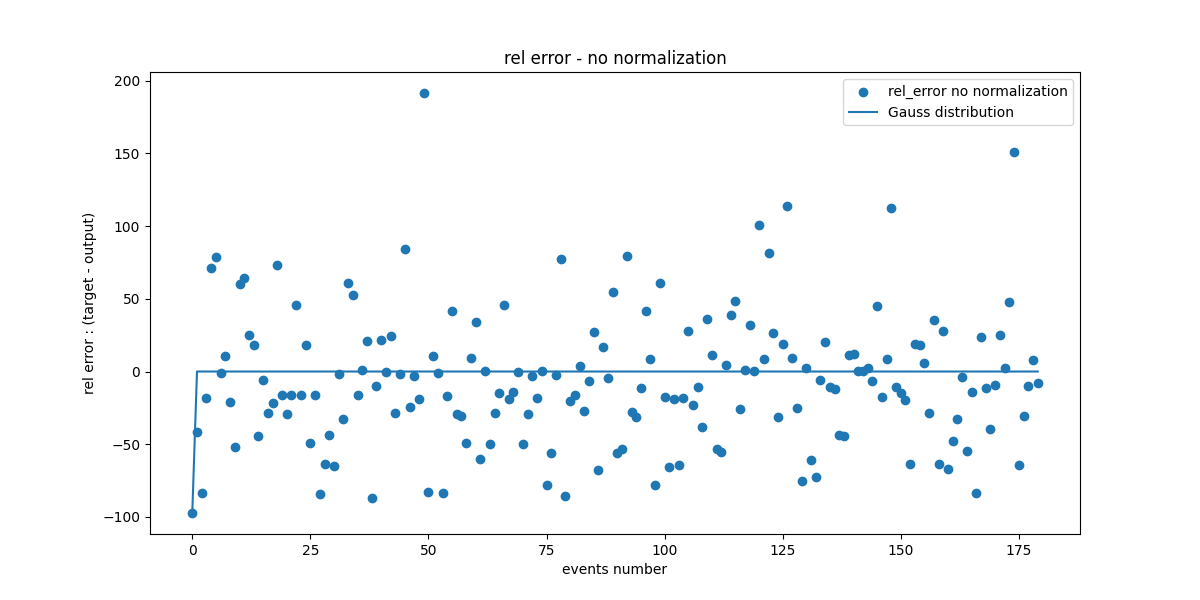 rel error - no normalization
rel_error no normalization
Gauss distribution
200
150
100
50
0
−50
−100
rel error : (target - output)
0 25 50 75 100 125 150 175
events number